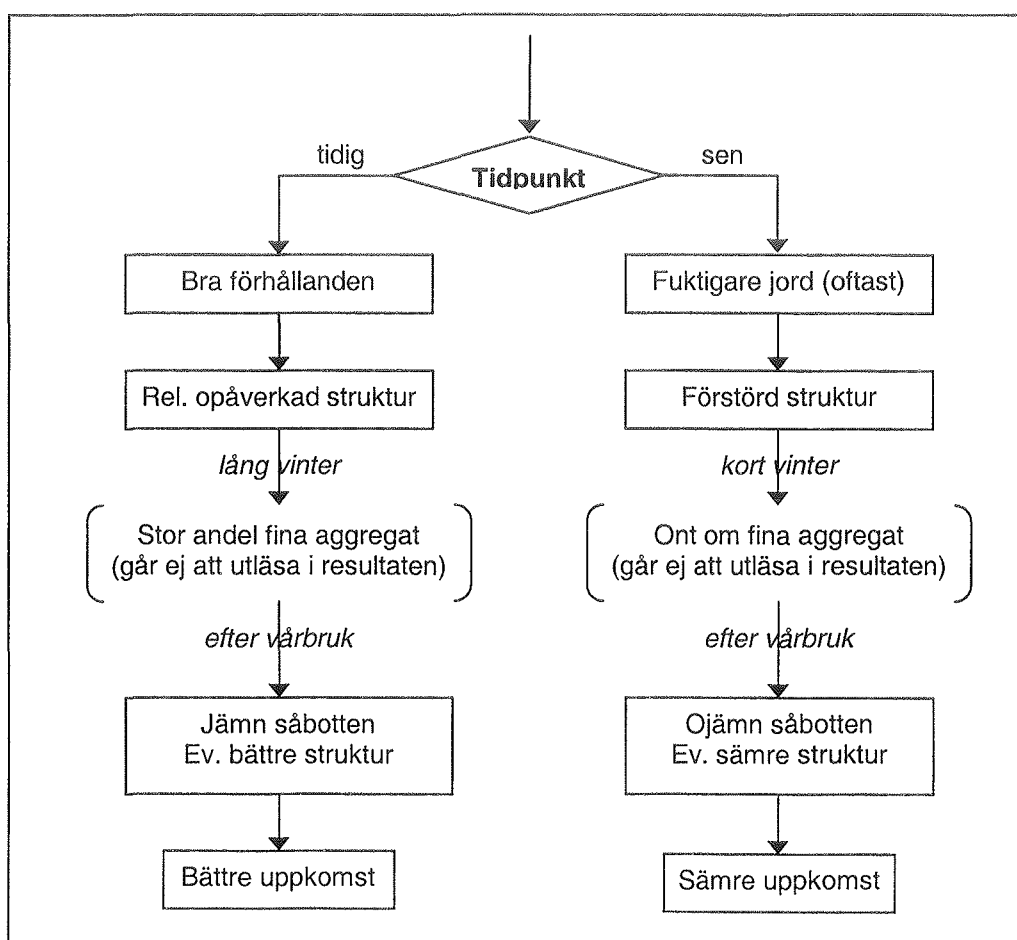 Tidpunkt
tidig
Bra förhållanden
Rel. opåverkad struktur
lång vinter
Stor andel fina aggregat
(går ej att utläsa i resultaten)
efter vårbruk
Jämn såbotten
Ev. bättre struktur
Bättre uppkomst
sen
Fuktigare jord (oftast)
Förstörd struktur
kort vinter
Ont om fina aggregat
(går ej att utläsa i resultaten)
efter vårbruk
Ojämn såbotten
Ev. sämre struktur
Sämre uppkomst